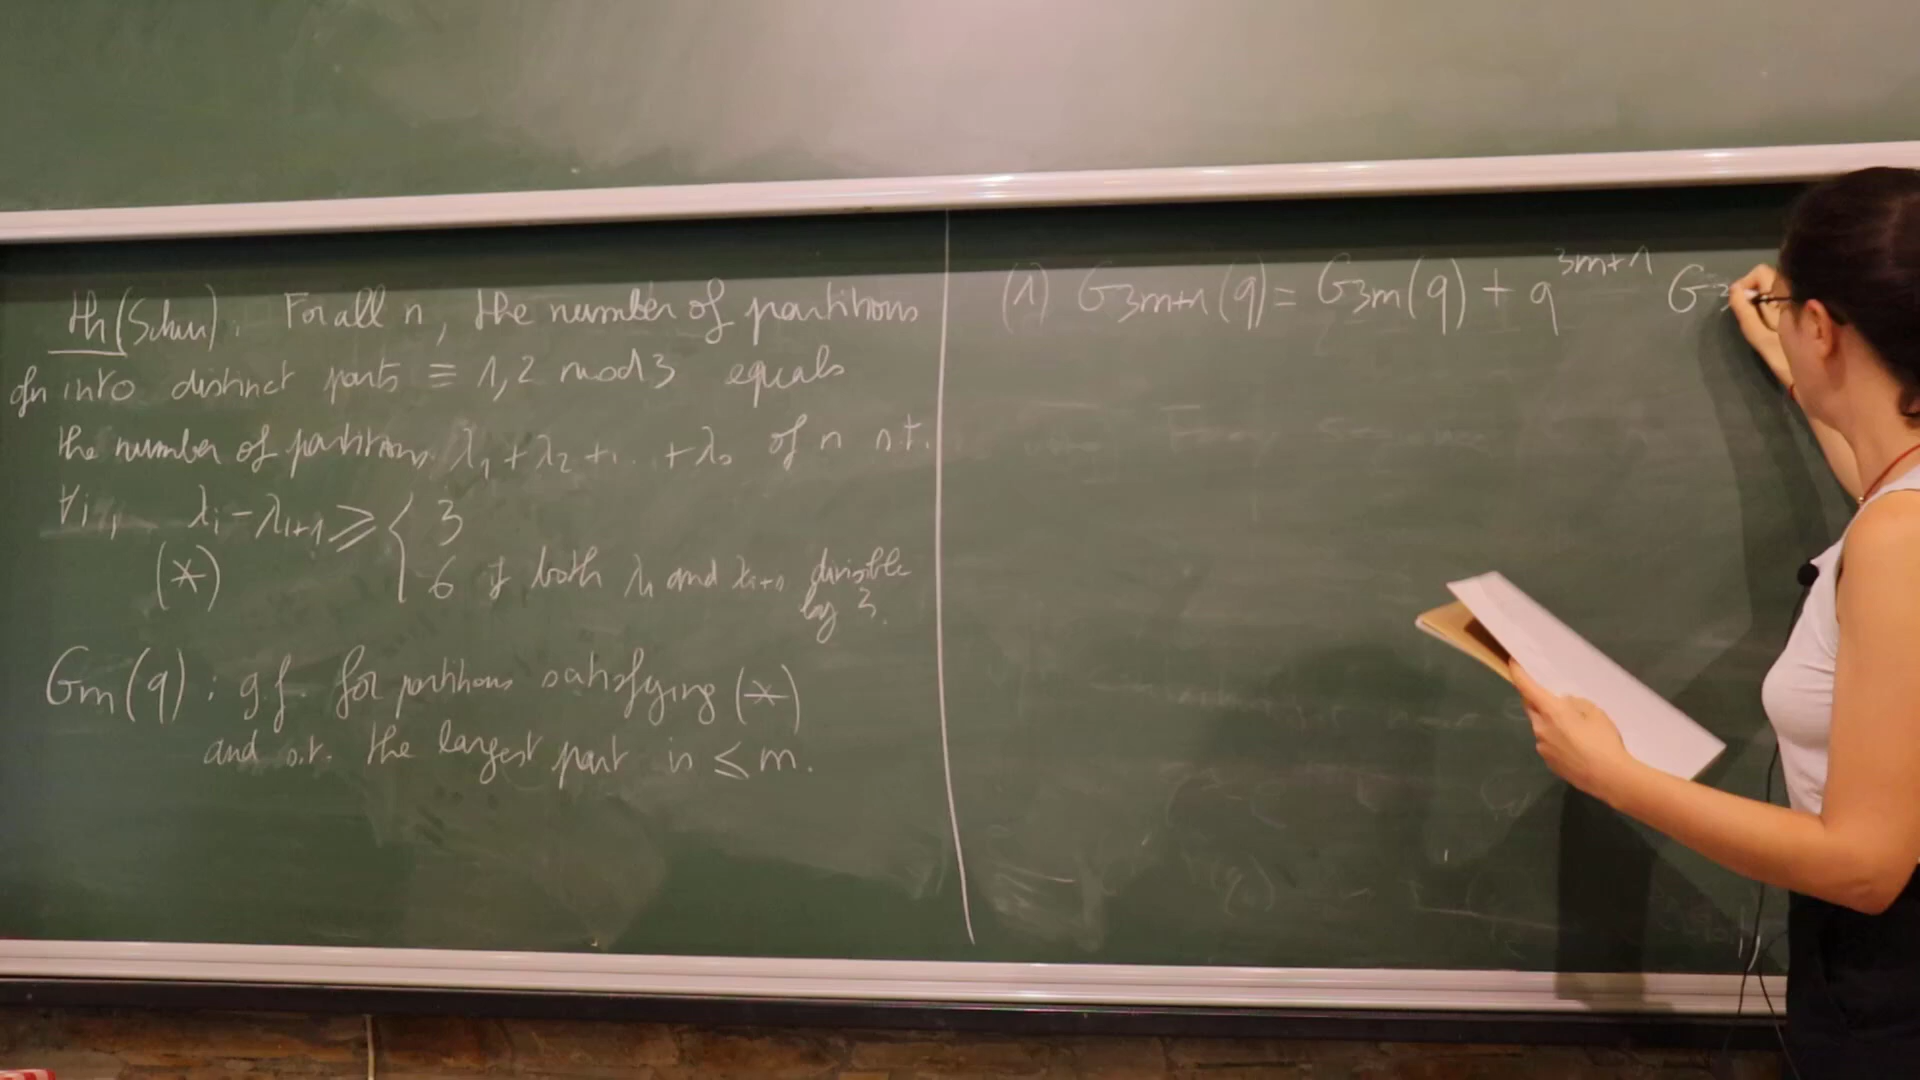 th (Schur). For all n, the number of partitions
of n into distinct parts ≡ 1,2 mod 3 equals
the number of partitions λ₁+λ₂+...+λₛ of n s.t.
∀i, λᵢ-λᵢ₊₁ ≥ { 3
(*) 6 if both λᵢ and λᵢ₊₁ divisible
by 3.
Gm(q): g.f. for partitions satisfying (*)
and s.t. the largest part is ≤ m.
(1) G₃ₘ₊₁(q) = G₃ₘ(q) + q³ᵐ⁺¹ G₃